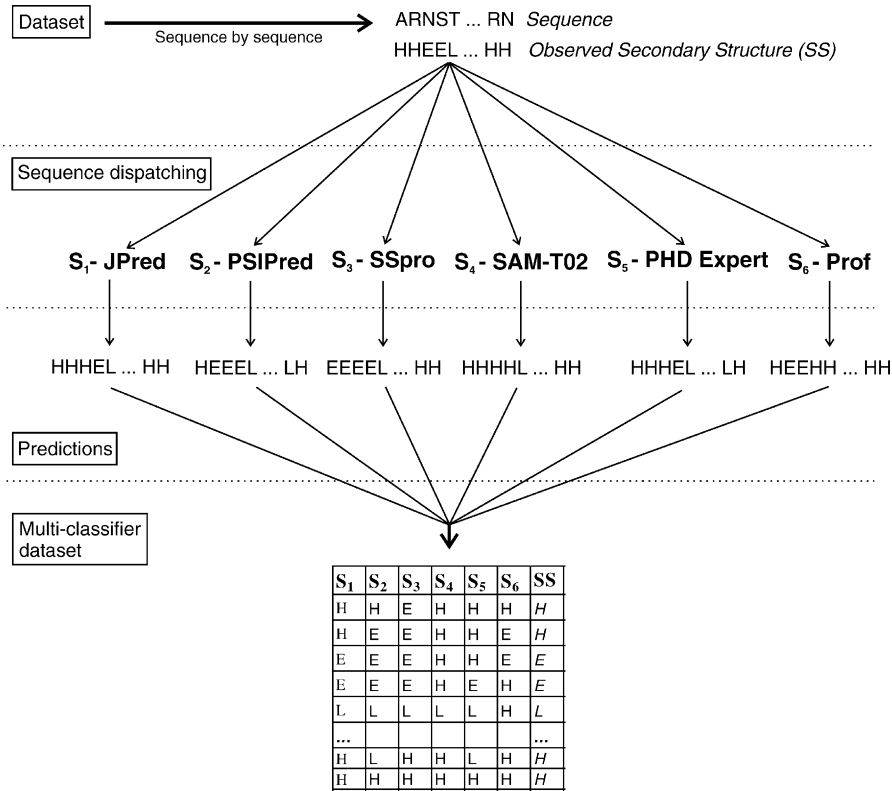 Dataset
Sequence by sequence
ARNST ... RN Sequence
HHEEL ... HH Observed Secondary Structure (SS)
Sequence dispatching
S1- JPred S2 - PSIPred S3 - SSpro S4 - SAM-T02 S5 - PHD Expert S6 - Prof
HHHEL ... HH HEEEL ... LH EEEEL ... HH HHHHL ... HH HHHEL ... LH HEEHH ... HH
Predictions
Multi-classifier
dataset
S1 S2 S3 S4 S5 S6 SS
H H E H H H H
H E E H H E H
E E E H H E E
E E E H E H E
L L L L L H L
... ...
H L H H L H H
H H H H H H H